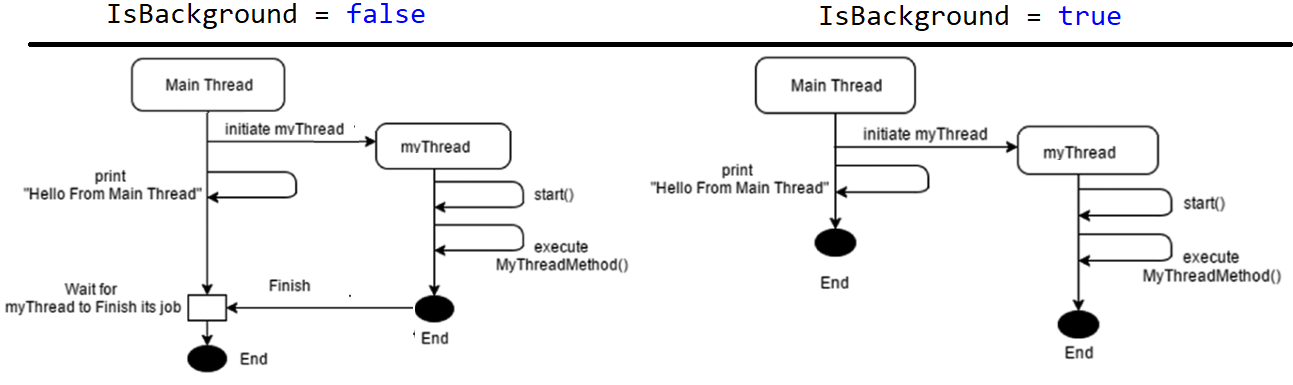 IsBackground = false
IsBackground = true
Main Thread
initiate myThread
myThread
print
"Hello From Main Thread"
start()
execute
MyThreadMethod()
Wait for
myThread to Finish its job
Finish
End
End
Main Thread
initiate myThread
myThread
print
"Hello From Main Thread"
start()
End
execute
MyThreadMethod()
End